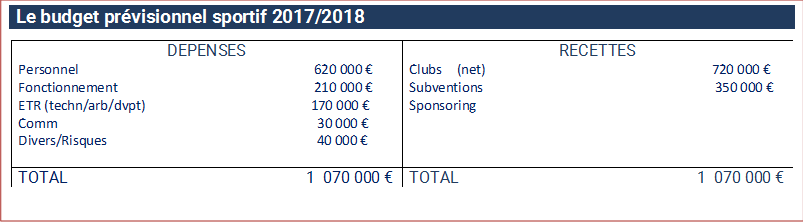 Le budget prévisionnel sportif 2017/2018
DEPENSES RECETTES
Personnel 620 000 € Clubs (net) 720 000 €
Fonctionnement 210 000 € Subventions 350 000 €
ETR (techn/arb/dvpt) 170 000 € Sponsoring
Comm 30 000 €
Divers/Risques 40 000 €
TOTAL 1 070 000 € TOTAL 1 070 000 €